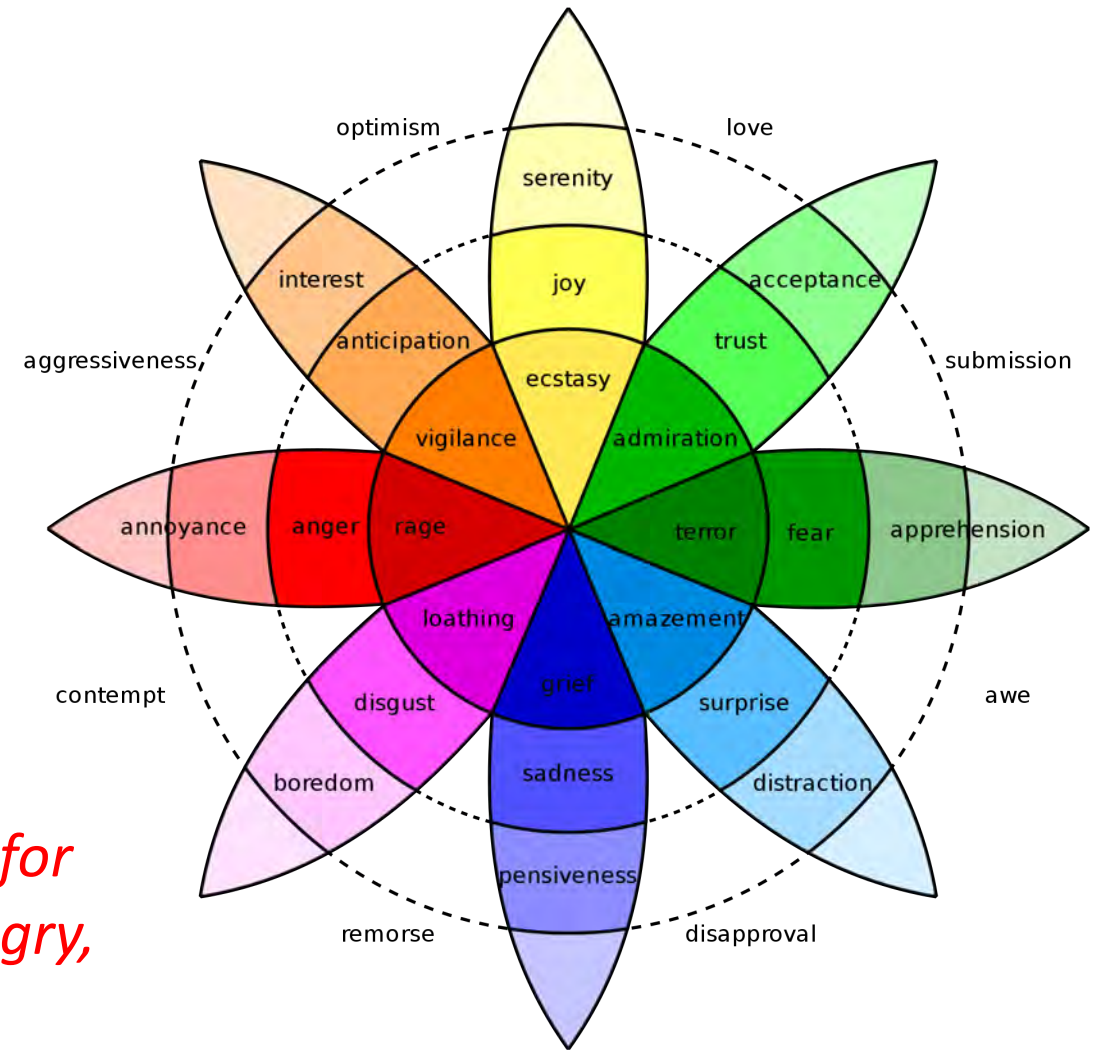 optimism
love
serenity
interest
joy
acceptance
anticipation
trust
aggressiveness
submission
ecstasy
vigilance
admiration
annoyance
anger
rage
terror
fear
apprehension
loathing
amazement
grief
contempt
disgust
surprise
awe
boredom
sadness
distraction
pensiveness
remorse
disapproval
for
gry,